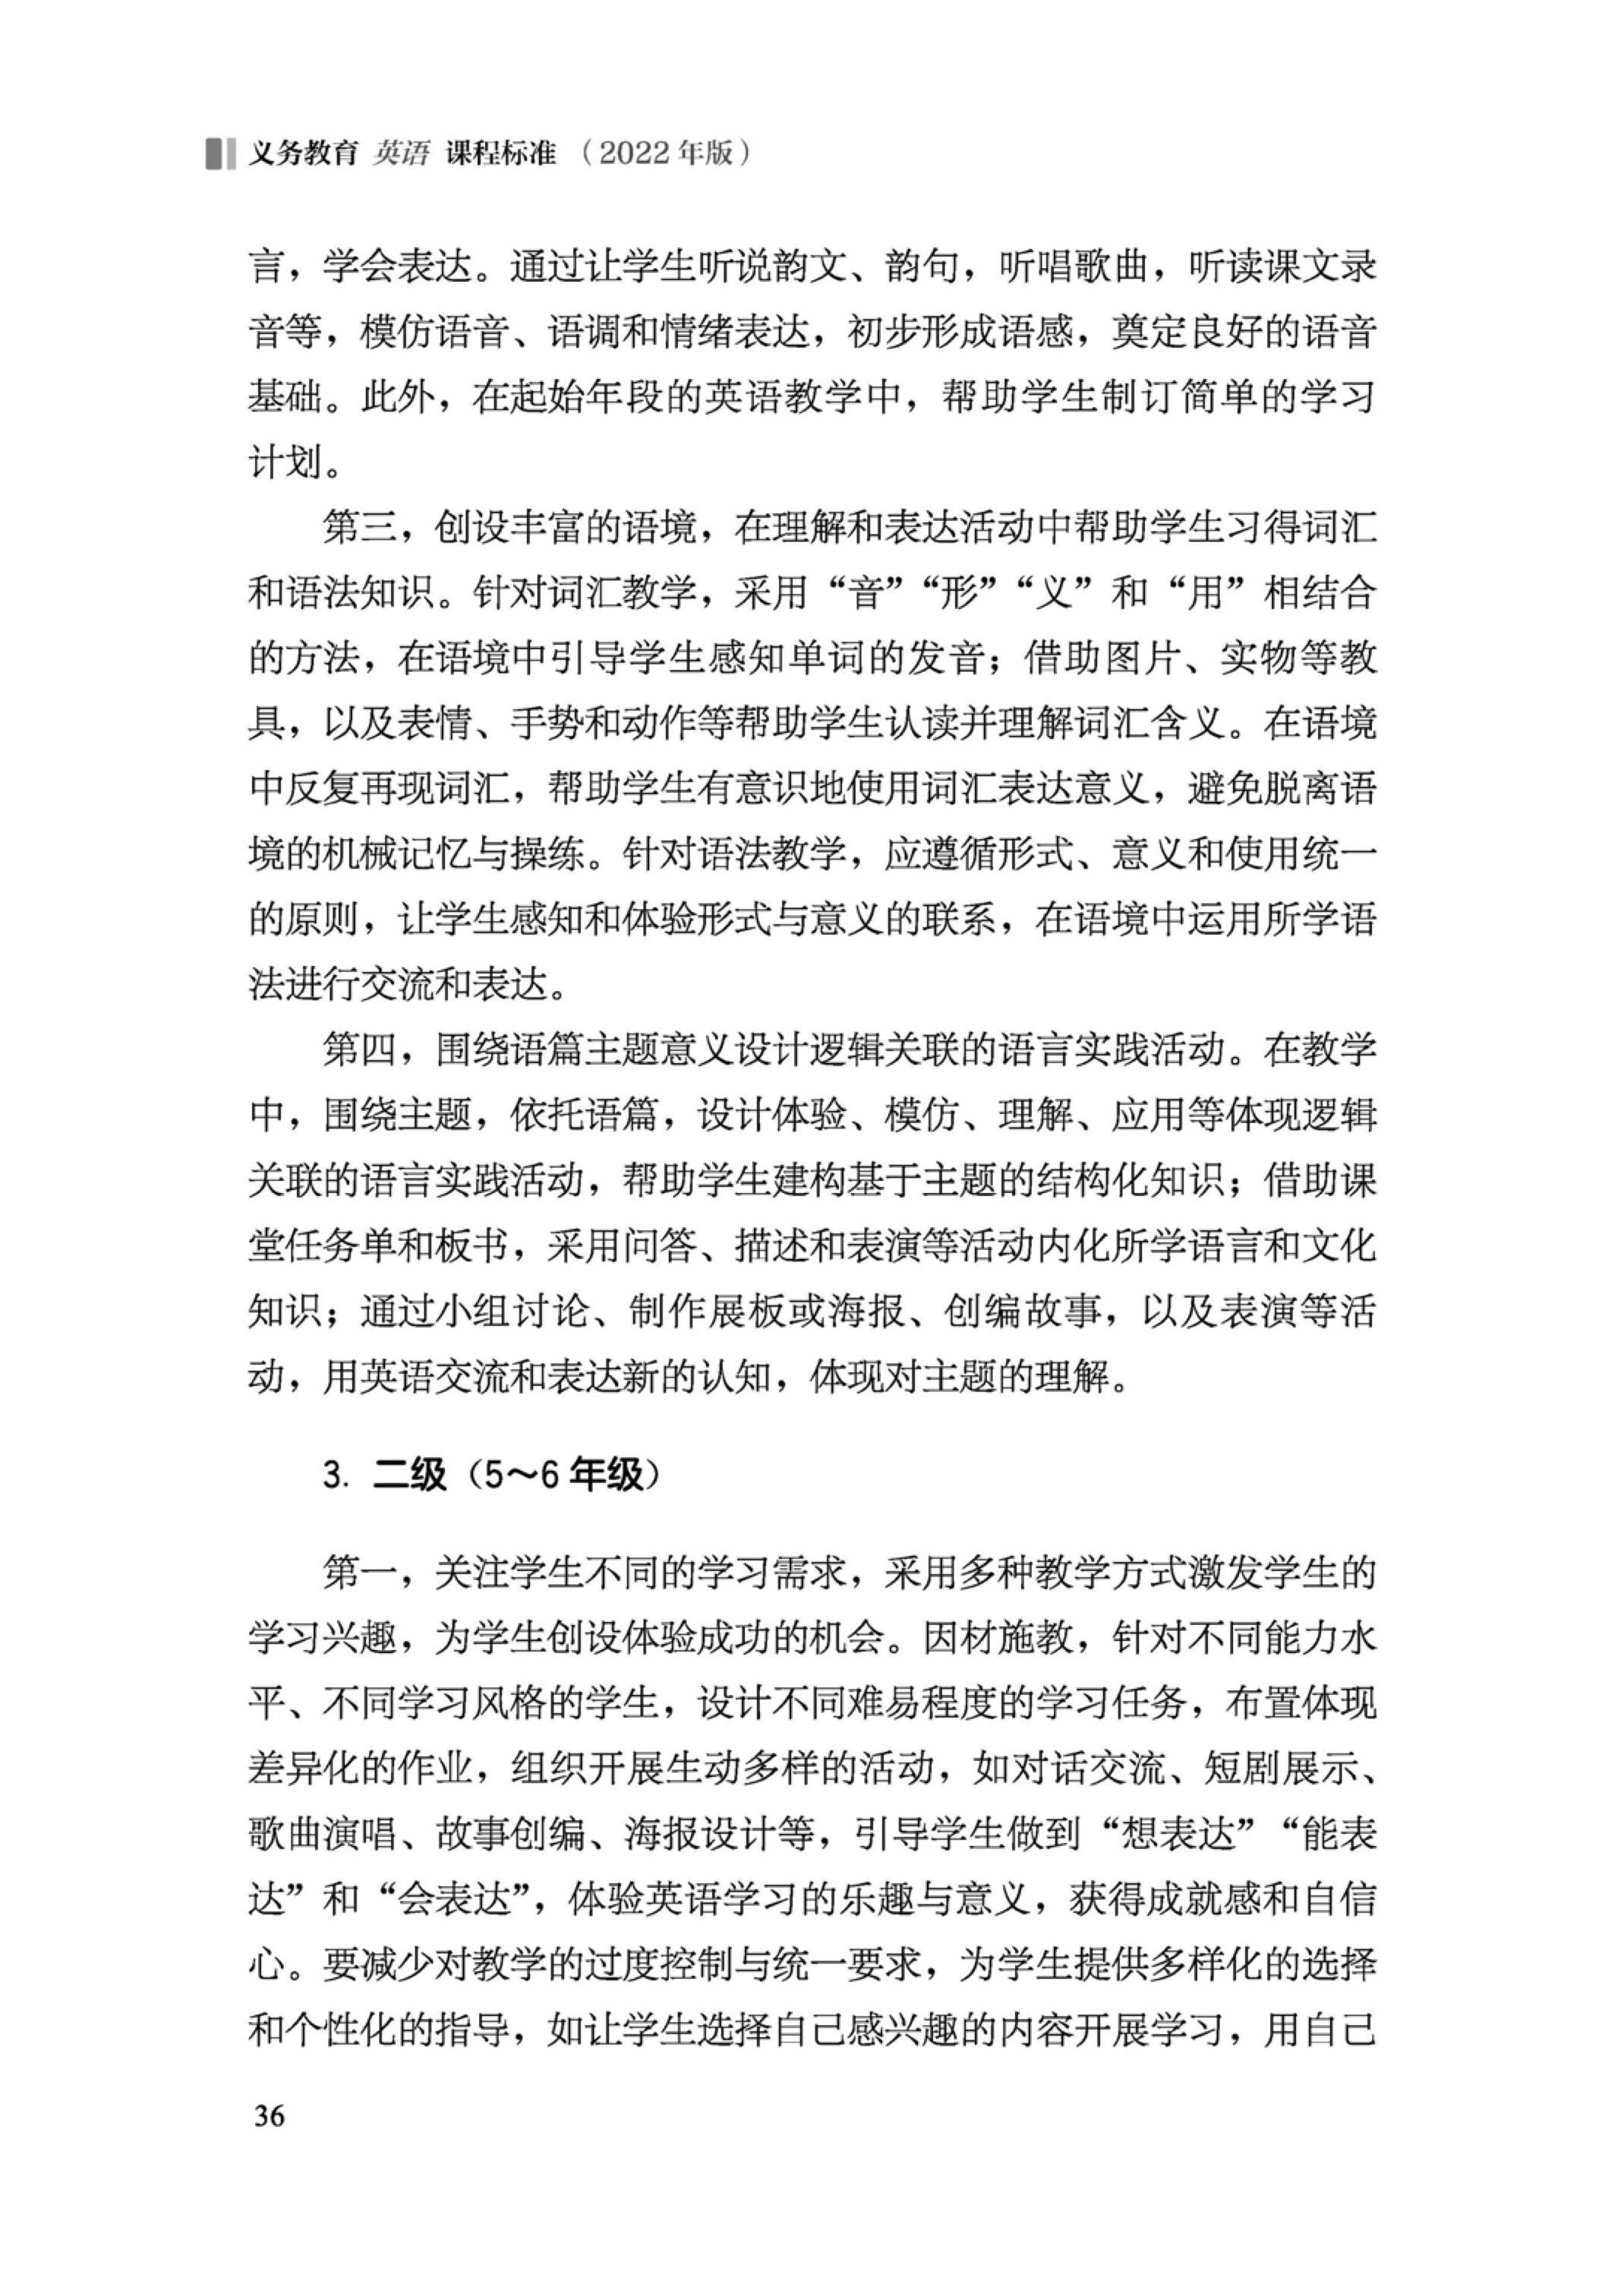 义务教育 英语 课程标准（2022 年版）
言，学会表达。通过让学生听说韵文、韵句，听唱歌曲，听读课文录
音等，模仿语音、语调和情绪表达，初步形成语感，奠定良好的语音
基础。此外，在起始年段的英语教学中，帮助学生制订简单的学习
计划。
第三，创设丰富的语境，在理解和表达活动中帮助学生习得词汇
和语法知识。针对词汇教学，采用“音”“形”“义”和“用”相结合
的方法，在语境中引导学生感知单词的发音；借助图片、实物等教
具，以及表情、手势和动作等帮助学生认读并理解词汇含义。在语境
中反复再现词汇，帮助学生有意识地使用词汇表达意义，避免脱离语
境的机械记忆与操练。针对语法教学，应遵循形式、意义和使用统一
的原则，让学生感知和体验形式与意义的联系，在语境中运用所学语
法进行交流和表达。
第四，围绕语篇主题意义设计逻辑关联的语言实践活动。在教学
中，围绕主题，依托语篇，设计体验、模仿、理解、应用等体现逻辑
关联的语言实践活动，帮助学生建构基于主题的结构化知识；借助课
堂任务单和板书，采用问答、描述和表演等活动内化所学语言和文化
知识；通过小组讨论、制作展板或海报、创编故事，以及表演等活
动，用英语交流和表达新的认知，体现对主题的理解。
3. 二级（5～6 年级）
第一，关注学生不同的学习需求，采用多种教学方式激发学生的
学习兴趣，为学生创设体验成功的机会。因材施教，针对不同能力水
平、不同学习风格的学生，设计不同难易程度的学习任务，布置体现
差异化的作业，组织开展生动多样的活动，如对话交流、短剧展示、
歌曲演唱、故事创编、海报设计等，引导学生做到“想表达”“能表
达”和“会表达”，体验英语学习的乐趣与意义，获得成就感和自信
心。要减少对教学的过度控制与统一要求，为学生提供多样化的选择
和个性化的指导，如让学生选择自己感兴趣的内容开展学习，用自己
36